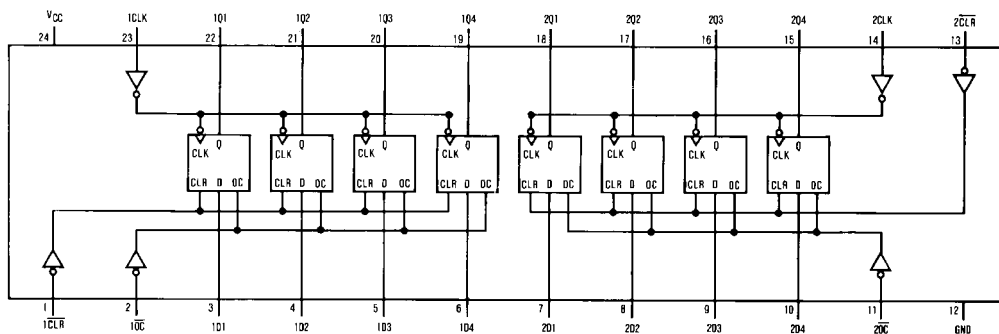 VCC 1CLK 1Q1 1Q2 1Q3 1Q4 2Q1 2Q2 2Q3 2Q4 2CLK 2CLR
24 23 22 21 20 19 18 17 16 15 14 13
CLK Q CLK Q CLK Q CLK Q CLK Q CLK Q CLK Q CLK Q
CLR D OC CLR D OC CLR D OC CLR D OC CLR D OC CLR D OC CLR D OC CLR D OC
1 2 3 4 5 6 7 8 9 10 11 12
1CLR 1OC 1D1 1D2 1D3 1D4 2D1 2D2 2D3 2D4 2OC GND